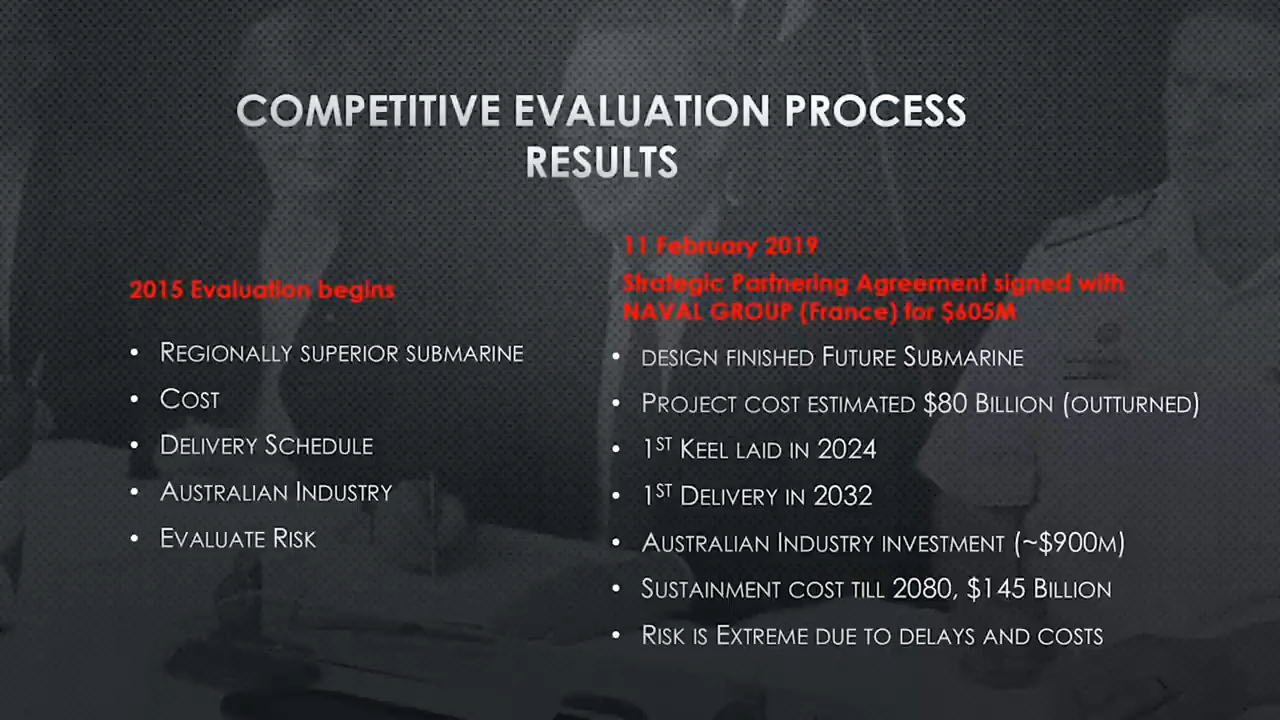 COMPETITIVE EVALUATION PROCESS
RESULTS
2015 Evaluation begins
• REGIONALLY SUPERIOR SUBMARINE
• COST
• DELIVERY SCHEDULE
• AUSTRALIAN INDUSTRY
• EVALUATE RISK
11 February 2019
Strategic Partnering Agreement signed with
NAVAL GROUP (France) for $605M
• DESIGN FINISHED FUTURE SUBMARINE
• PROJECT COST ESTIMATED $80 BILLION (OUTTURNED)
• 1ST KEEL LAID IN 2024
• 1ST DELIVERY IN 2032
• AUSTRALIAN INDUSTRY INVESTMENT (~$900M)
• SUSTAINMENT COST TILL 2080, $145 BILLION
• RISK IS EXTREME DUE TO DELAYS AND COSTS